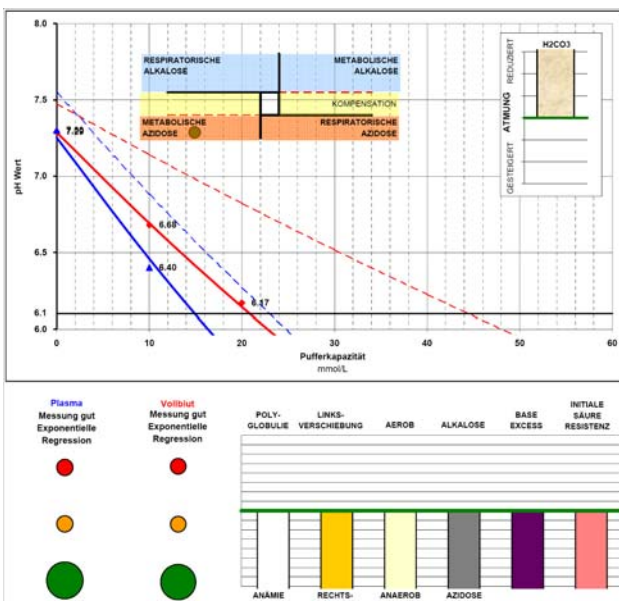 8.0
7.5
7.0
6.5
6.1
6.0
pH Wert
RESPIRATORISCHE
ALKALOSE
METABOLISCHE
ALKALOSE
KOMPENSATION
METABOLISCHE
AZIDOSE
RESPIRATORISCHE
AZIDOSE
H2CO3
ATMUNG
REDUZIERT
GESTEIGERT
6.68
6.40
6.17
0
10
20
30
40
50
60
Pufferkapazität
mmol/L
Plasma
Messung gut
Exponentielle
Regression
Vollblut
Messung gut
Exponentielle
Regression
POLY-
GLOBULIE
LINKS-
VERSCHIEBUNG
AEROB
ALKALOSE
BASE
EXCESS
INITIALE
SÄURE
RESISTENZ
ANÄMIE
RECHTS-
ANAEROB
AZIDOSE